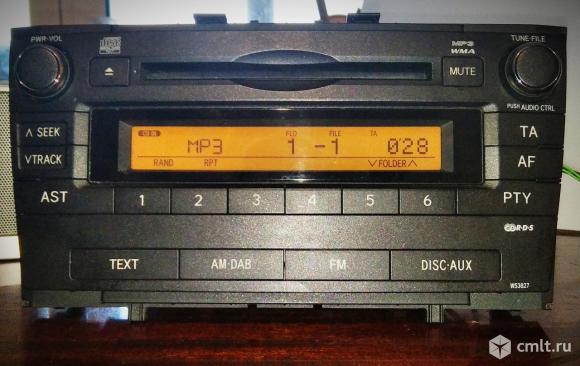 PWR·VOL
TUNE·FILE
MP3
WMA
MUTE
PUSH AUDIO CTRL
∧ SEEK
∨ TRACK
CD IN
FLD
FILE
TA
MP3 1 -1 0'28
RAND RPT ∨ FOLDER ∧
TA
AF
AST
1 2 3 4 5 6
PTY
R·D·S
TEXT
AM·DAB
FM
DISC·AUX
W53827
cmlt.ru